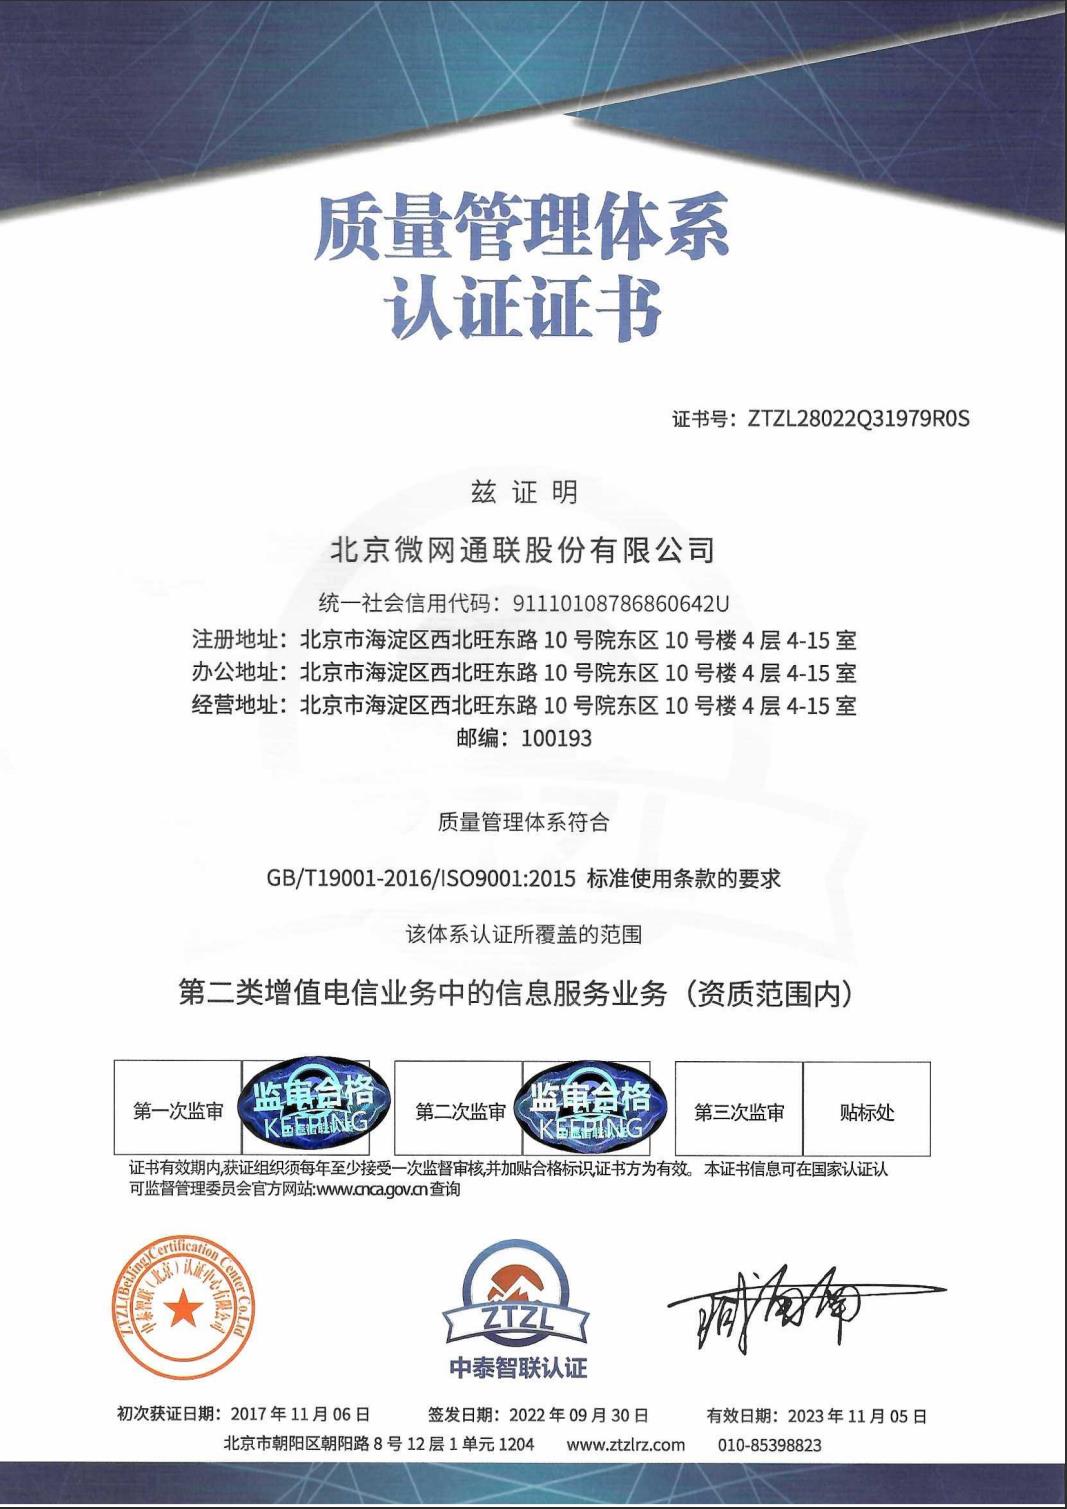 质量管理体系
认证证书
证书号：ZTZL28022Q31979R0S
兹证明
北京微网通联股份有限公司
统一社会信用代码：91110108786860642U
注册地址：北京市海淀区西北旺东路 10 号院东区 10 号楼 4 层 4-15 室
办公地址：北京市海淀区西北旺东路 10 号院东区 10 号楼 4 层 4-15 室
经营地址：北京市海淀区西北旺东路 10 号院东区 10 号楼 4 层 4-15 室
邮编：100193
ZTZL
质量管理体系符合
GB/T19001-2016/ISO9001:2015 标准使用条款的要求
该体系认证所覆盖的范围
第二类增值电信业务中的信息服务业务（资质范围内）
第一次监审 监审合格 KEEPING
第二次监审 监审合格 KEEPING
第三次监审 贴标处
证书有效期内,获证组织须每年至少接受一次监督审核,并加贴合格标识,证书方为有效。 本证书信息可在国家认证认
可监督管理委员会官方网站:www.cnca.gov.cn查询
ZTZL(BeiJing)Certification Center Co.Ltd
中泰智联（北京）认证中心有限公司
ZTZL
中泰智联认证
初次获证日期：2017 年 11 月 06 日
签发日期：2022 年 09 月 30 日
有效日期：2023 年 11 月 05 日
北京市朝阳区朝阳路 8 号 12 层 1 单元 1204 www.ztzlrz.com 010-85398823